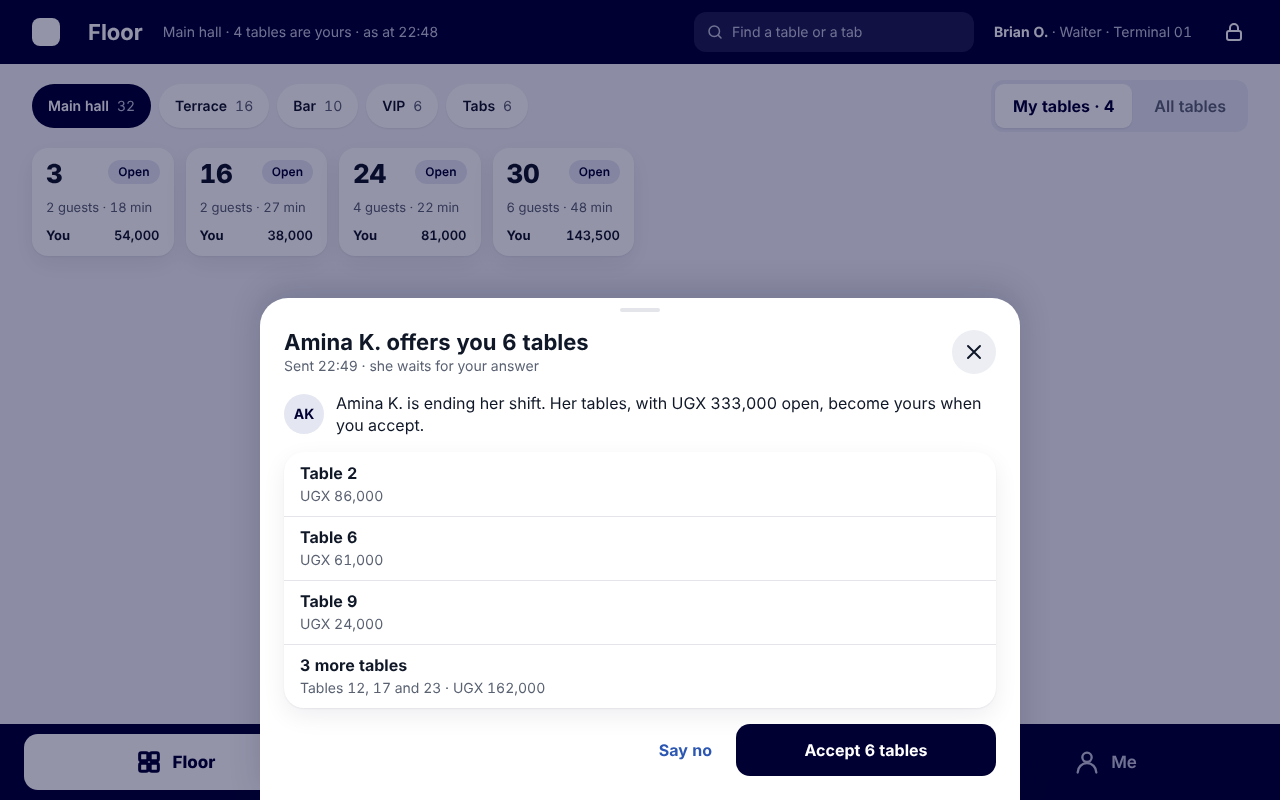 Floor
Main hall · 4 tables are yours · as at 22:48
Find a table or a tab
Brian O. · Waiter · Terminal 01
Main hall 32
Terrace 16
Bar 10
VIP 6
Tabs 6
My tables · 4
All tables
3 Open
2 guests · 18 min
You 54,000
16 Open
2 guests · 27 min
You 38,000
24 Open
4 guests · 22 min
You 81,000
30 Open
6 guests · 48 min
You 143,500
Amina K. offers you 6 tables
Sent 22:49 · she waits for your answer
AK
Amina K. is ending her shift. Her tables, with UGX 333,000 open, become yours when
you accept.
Table 2
UGX 86,000
Table 6
UGX 61,000
Table 9
UGX 24,000
3 more tables
Tables 12, 17 and 23 · UGX 162,000
Say no
Accept 6 tables
Floor
Me